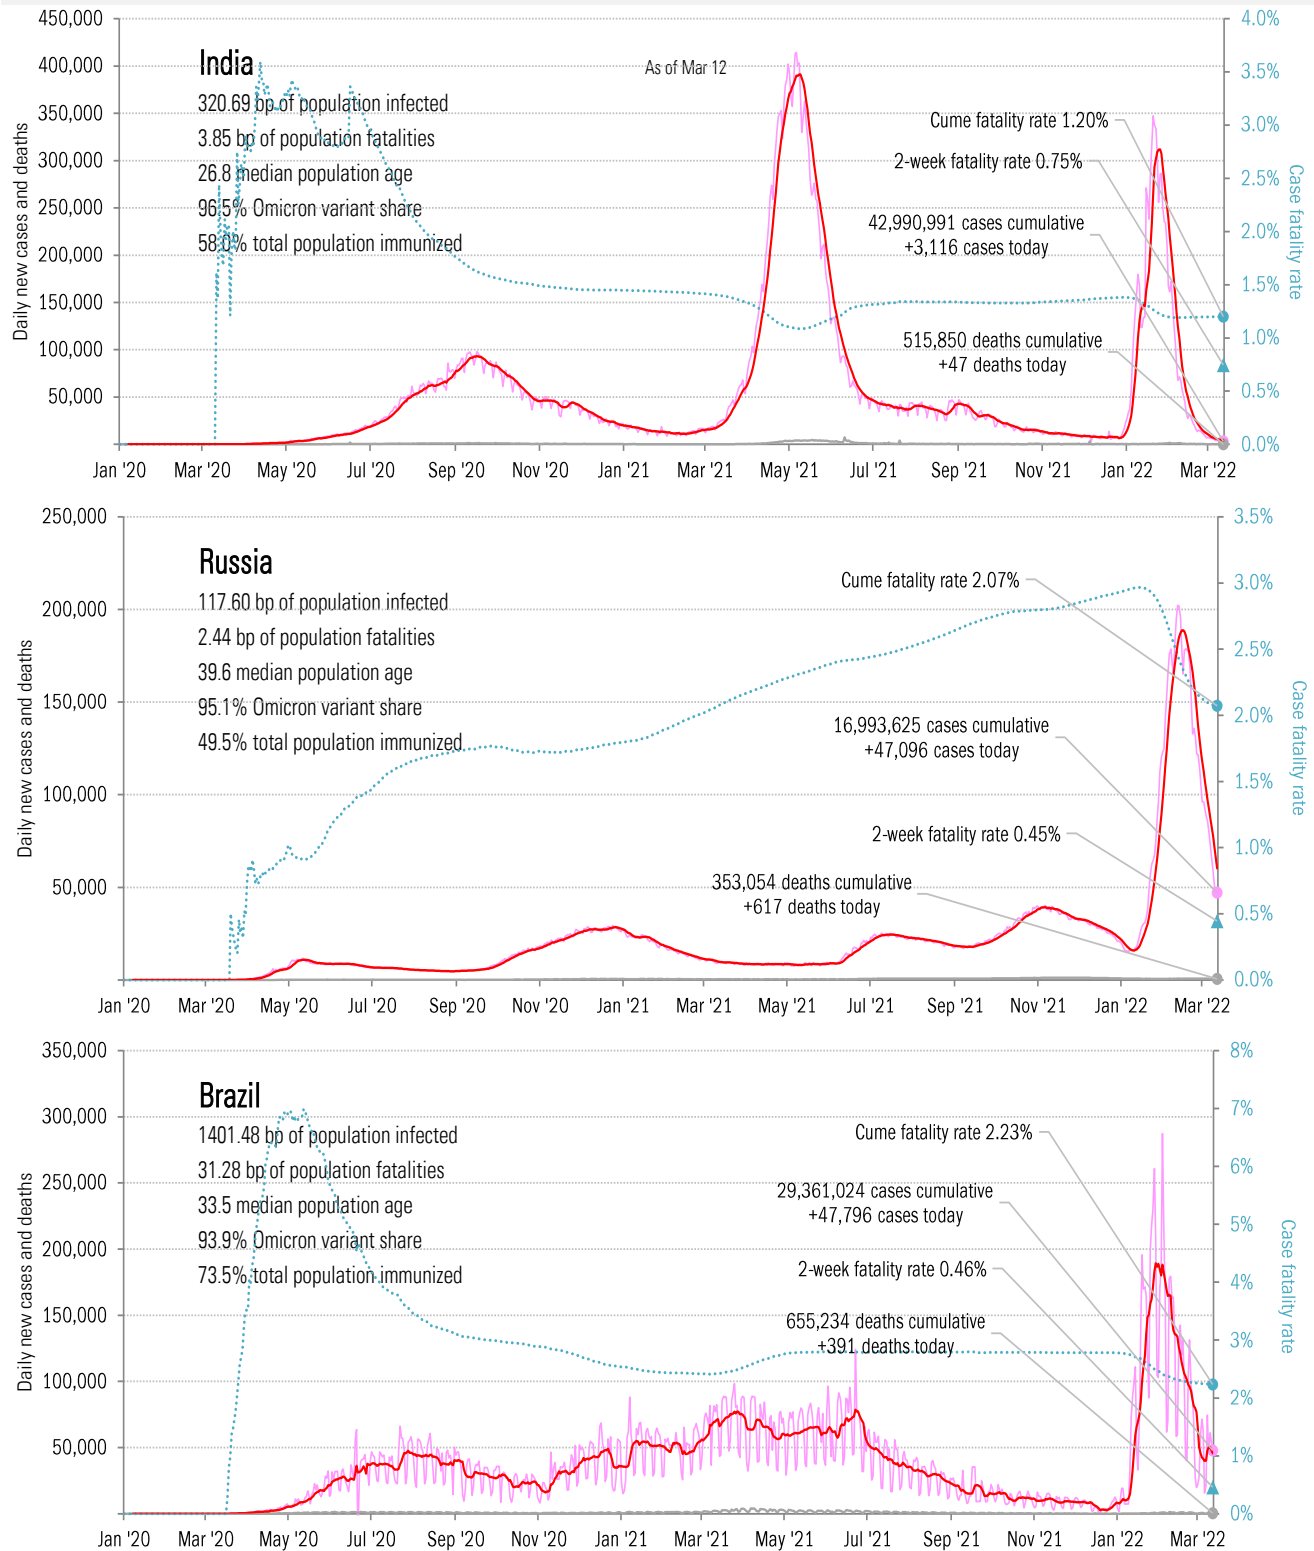 450,000
400,000
350,000
300,000
250,000
200,000
150,000
100,000
50,000
Daily new cases and deaths
India
320.69 bp of population infected
3.85 bp of population fatalities
26.8 median population age
96.5% Omicron variant share
58.0% total population immunized
As of Mar 12
Cume fatality rate 1.20%
2-week fatality rate 0.75%
42,990,991 cases cumulative
+3,116 cases today
515,850 deaths cumulative
+47 deaths today
4.0%
3.5%
3.0%
2.5%
2.0%
1.5%
1.0%
0.5%
0.0%
Case fatality rate
Jan '20 Mar '20 May '20 Jul '20 Sep '20 Nov '20 Jan '21 Mar '21 May '21 Jul '21 Sep '21 Nov '21 Jan '22 Mar '22
250,000
200,000
150,000
100,000
50,000
Daily new cases and deaths
Russia
117.60 bp of population infected
2.44 bp of population fatalities
39.6 median population age
95.1% Omicron variant share
49.5% total population immunized
Cume fatality rate 2.07%
16,993,625 cases cumulative
+47,096 cases today
2-week fatality rate 0.45%
353,054 deaths cumulative
+617 deaths today
3.5%
3.0%
2.5%
2.0%
1.5%
1.0%
0.5%
0.0%
Case fatality rate
Jan '20 Mar '20 May '20 Jul '20 Sep '20 Nov '20 Jan '21 Mar '21 May '21 Jul '21 Sep '21 Nov '21 Jan '22 Mar '22
350,000
300,000
250,000
200,000
150,000
100,000
50,000
Daily new cases and deaths
Brazil
1401.48 bp of population infected
31.28 bp of population fatalities
33.5 median population age
93.9% Omicron variant share
73.5% total population immunized
Cume fatality rate 2.23%
29,361,024 cases cumulative
+47,796 cases today
2-week fatality rate 0.46%
655,234 deaths cumulative
+391 deaths today
8%
7%
6%
5%
4%
3%
2%
1%
0%
Case fatality rate
Jan '20 Mar '20 May '20 Jul '20 Sep '20 Nov '20 Jan '21 Mar '21 May '21 Jul '21 Sep '21 Nov '21 Jan '22 Mar '22